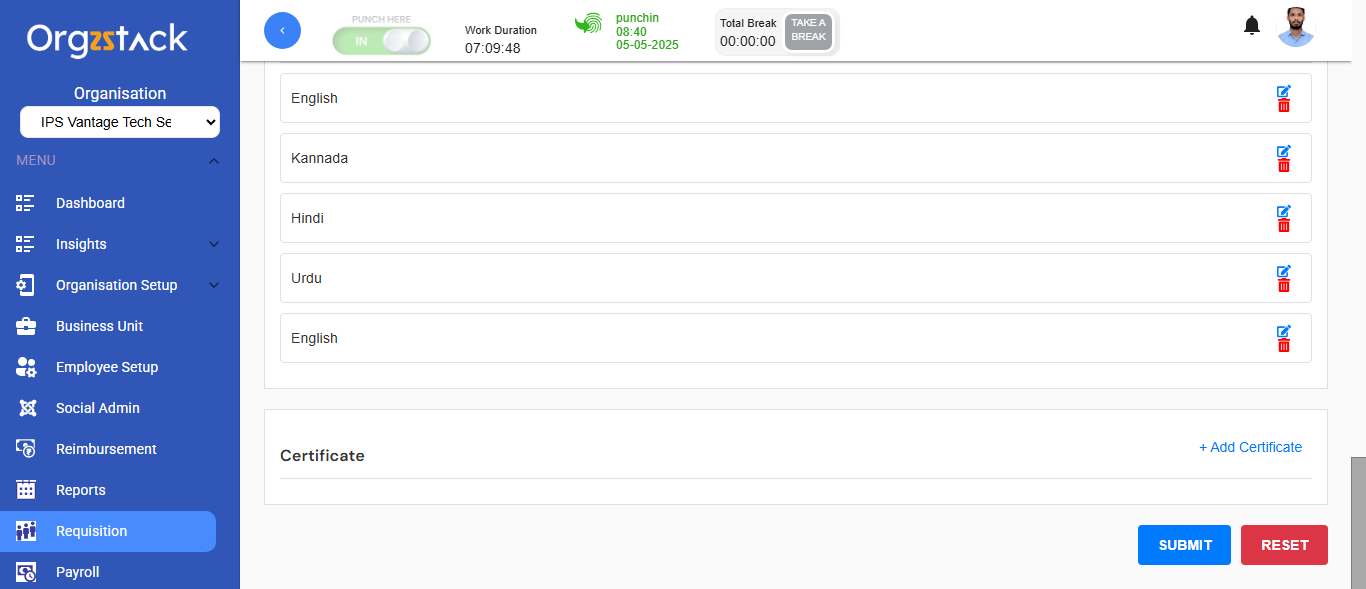 Orgzstack
Organisation
IPS Vantage Tech Se
MENU
Dashboard
Insights
Organisation Setup
Business Unit
Employee Setup
Social Admin
Reimbursement
Reports
Requisition
Payroll
PUNCH HERE
IN
Work Duration
07:09:48
punchin
08:40
05-05-2025
Total Break
00:00:00
TAKE A
BREAK
English
Kannada
Hindi
Urdu
English
Certificate
+ Add Certificate
SUBMIT
RESET